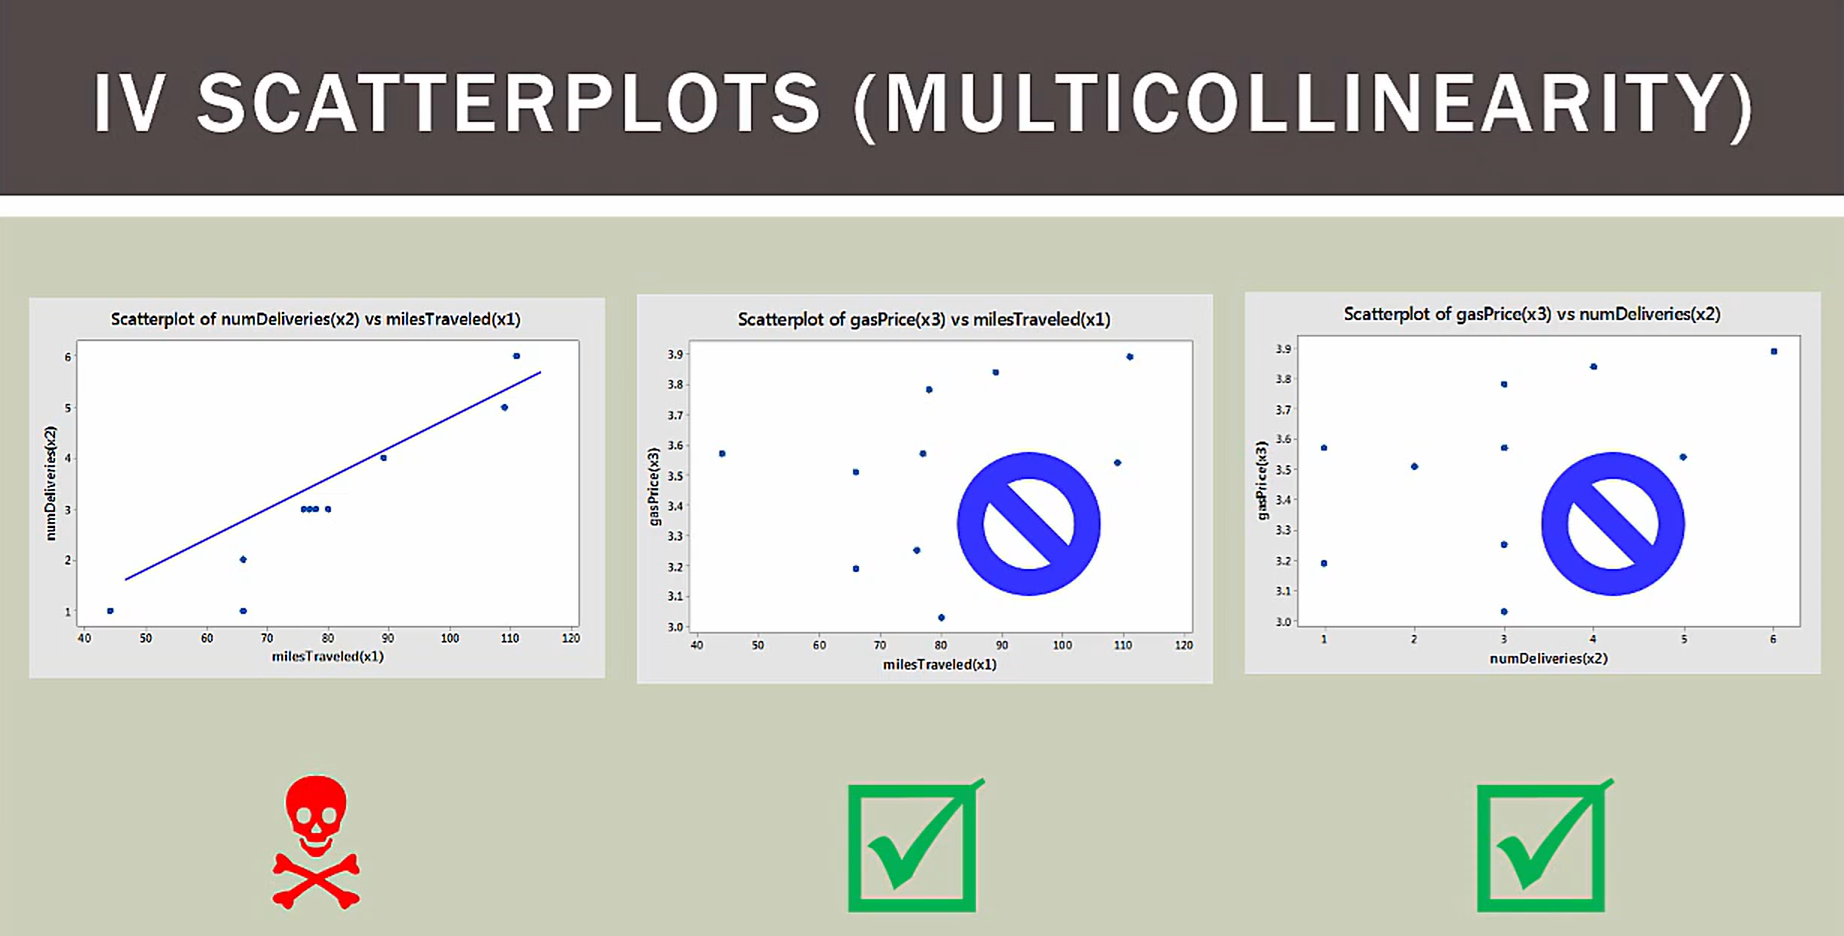 IV SCATTERPLOTS (MULTICOLLINEARITY)
Scatterplot of numDeliveries(x2) vs milesTraveled(x1)
numDeliveries(x2)
6
5
4
3
2
1
40 50 60 70 80 90 100 110 120
milesTraveled(x1)
Scatterplot of gasPrice(x3) vs milesTraveled(x1)
gasPrice(x3)
3.9
3.8
3.7
3.6
3.5
3.4
3.3
3.2
3.1
3.0
40 50 60 70 80 90 100 110 120
milesTraveled(x1)
Scatterplot of gasPrice(x3) vs numDeliveries(x2)
gasPrice(x3)
3.9
3.8
3.7
3.6
3.5
3.4
3.3
3.2
3.1
3.0
1 2 3 4 5 6
numDeliveries(x2)